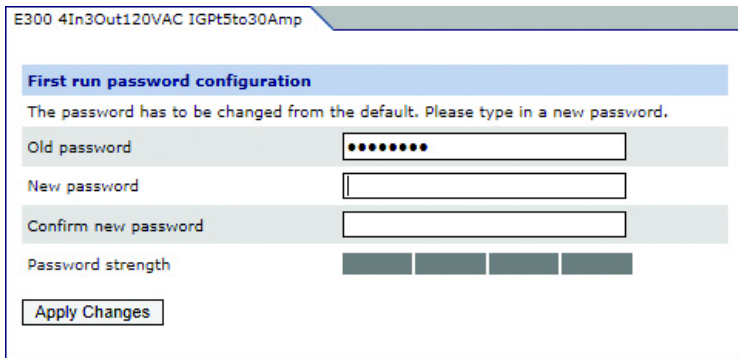 E300 4In3Out120VAC IGPt5to30Amp
First run password configuration
The password has to be changed from the default. Please type in a new password.
Old password ••••••••
New password
Confirm new password
Password strength
Apply Changes